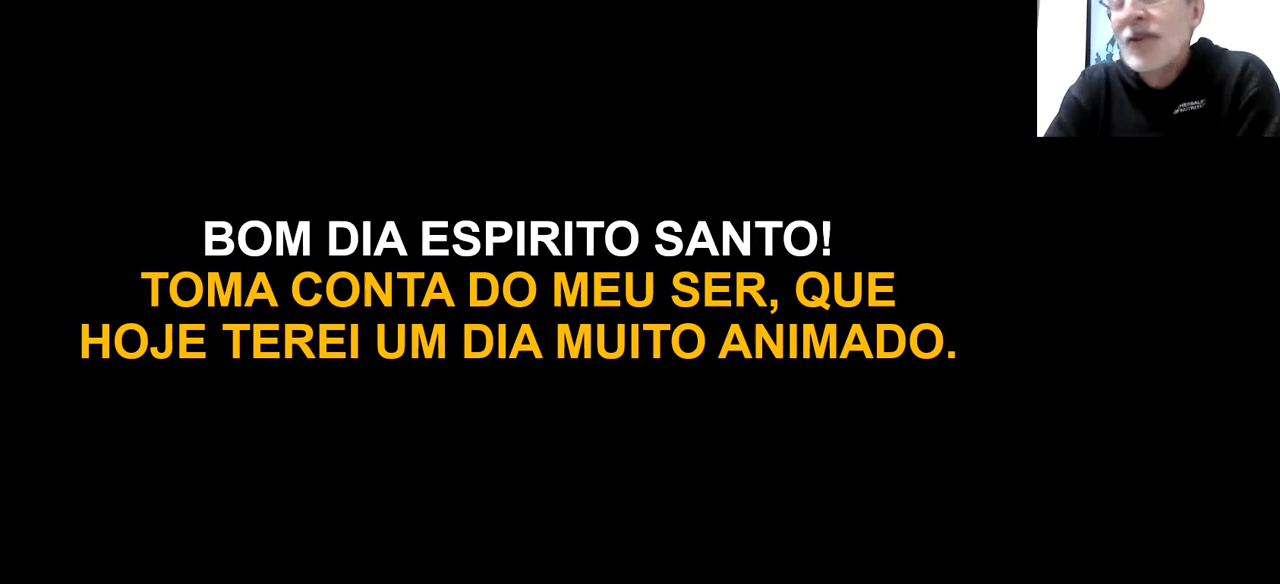 BOM DIA ESPIRITO SANTO!
TOMA CONTA DO MEU SER, QUE
HOJE TEREI UM DIA MUITO ANIMADO.